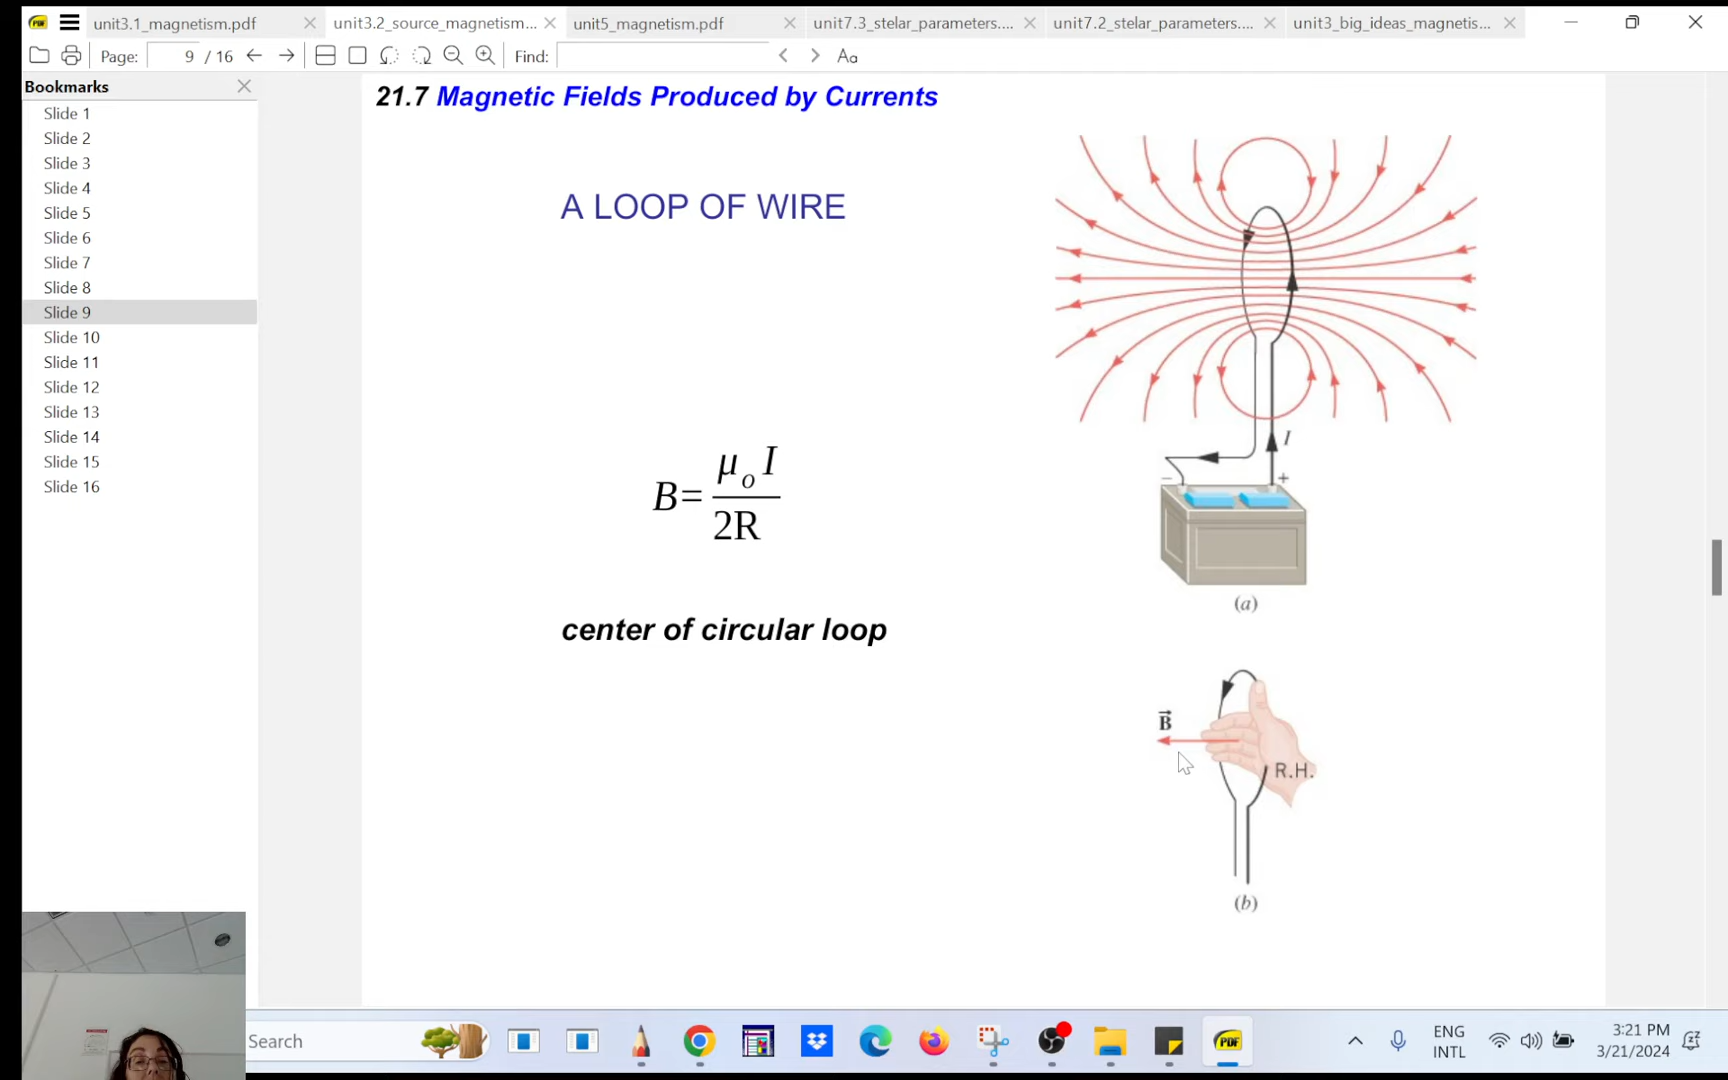 unit3.1_magnetism.pdf
unit3.2_source_magnetism...
unit5_magnetism.pdf
unit7.3_stelar_parameters....
unit7.2_stelar_parameters....
unit3_big_ideas_magnetis...
Page: 9 / 16
Find:
Aa
Bookmarks
Slide 1
Slide 2
Slide 3
Slide 4
Slide 5
Slide 6
Slide 7
Slide 8
Slide 9
Slide 10
Slide 11
Slide 12
Slide 13
Slide 14
Slide 15
Slide 16
21.7 Magnetic Fields Produced by Currents
A LOOP OF WIRE
B= μₒ I / 2R
center of circular loop
I
− +
(a)
B⃗
R.H.
(b)
Search
PDF
ENG
INTL
3:21 PM
3/21/2024